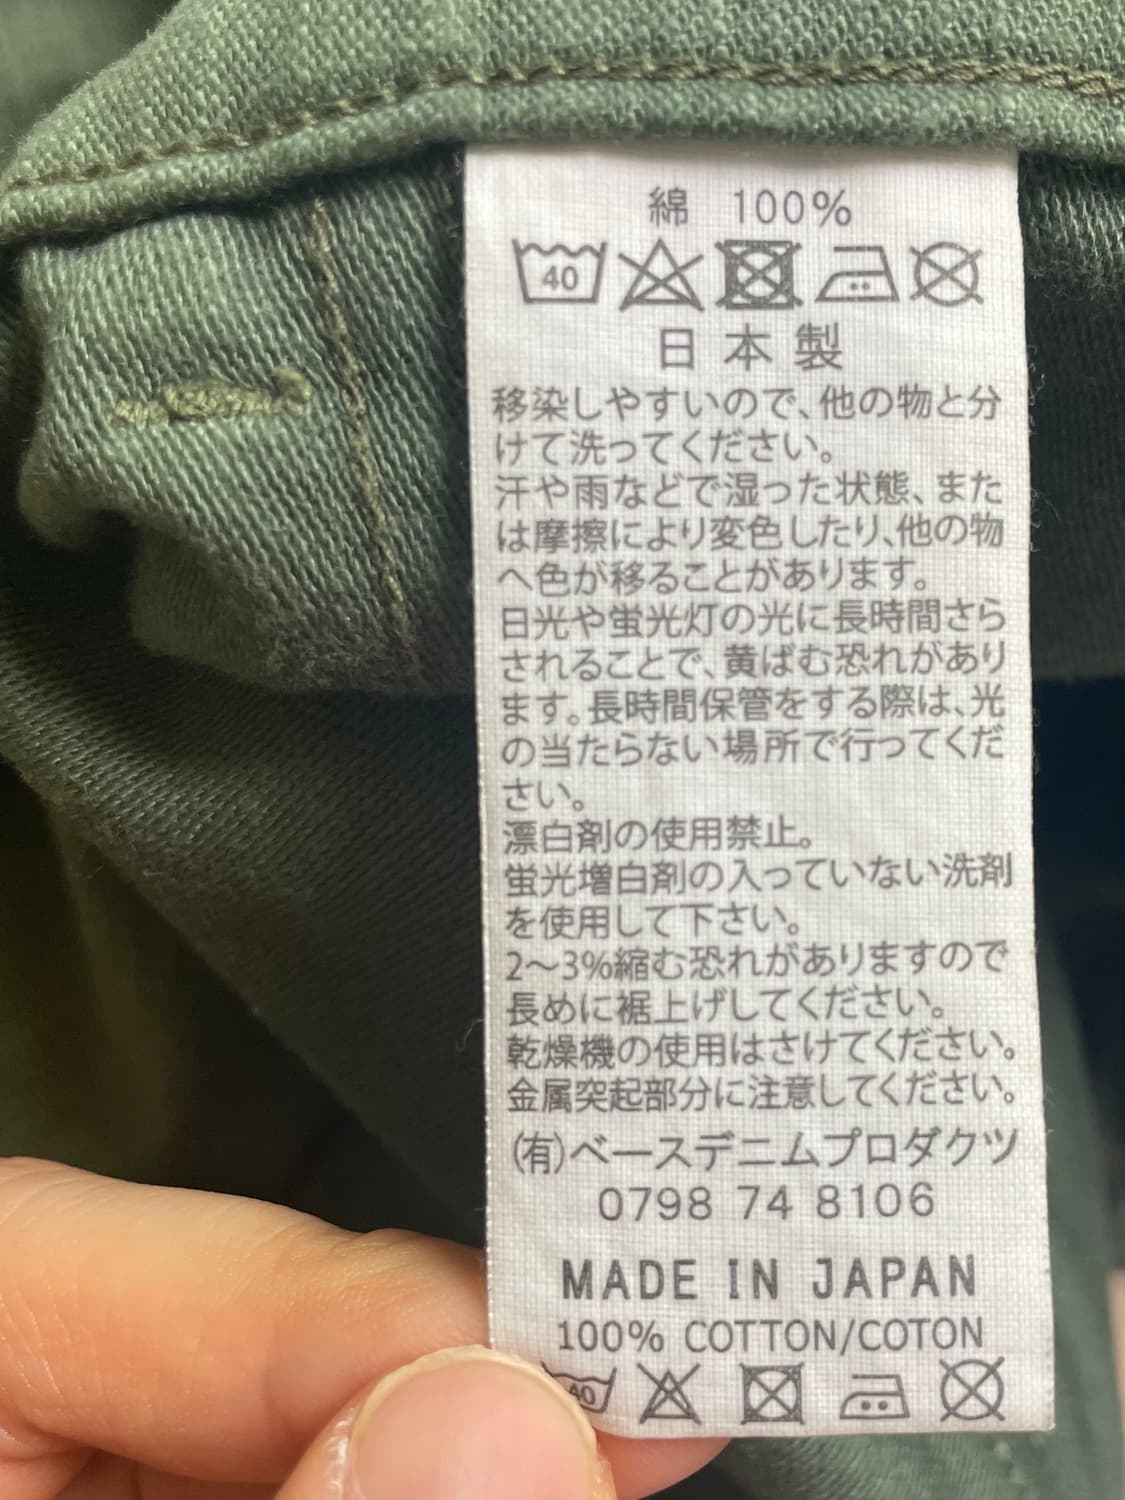 綿 100%
40
日本製
移染しやすいので、他の物と分
けて洗ってください。
汗や雨などで湿った状態、また
は摩擦により変色したり、他の物
へ色が移ることがあります。
日光や蛍光灯の光に長時間さら
されることで、黄ばむ恐れがあり
ます。長時間保管をする際は、光
の当たらない場所で行ってくだ
さい。
漂白剤の使用禁止。
蛍光増白剤の入っていない洗剤
を使用して下さい。
2〜3%縮む恐れがありますので
長めに裾上げしてください。
乾燥機の使用はさけてください。
金属突起部分に注意してください。
(有)ベースデニムプロダクツ
0798 74 8106
MADE IN JAPAN
100% COTTON/COTON
40